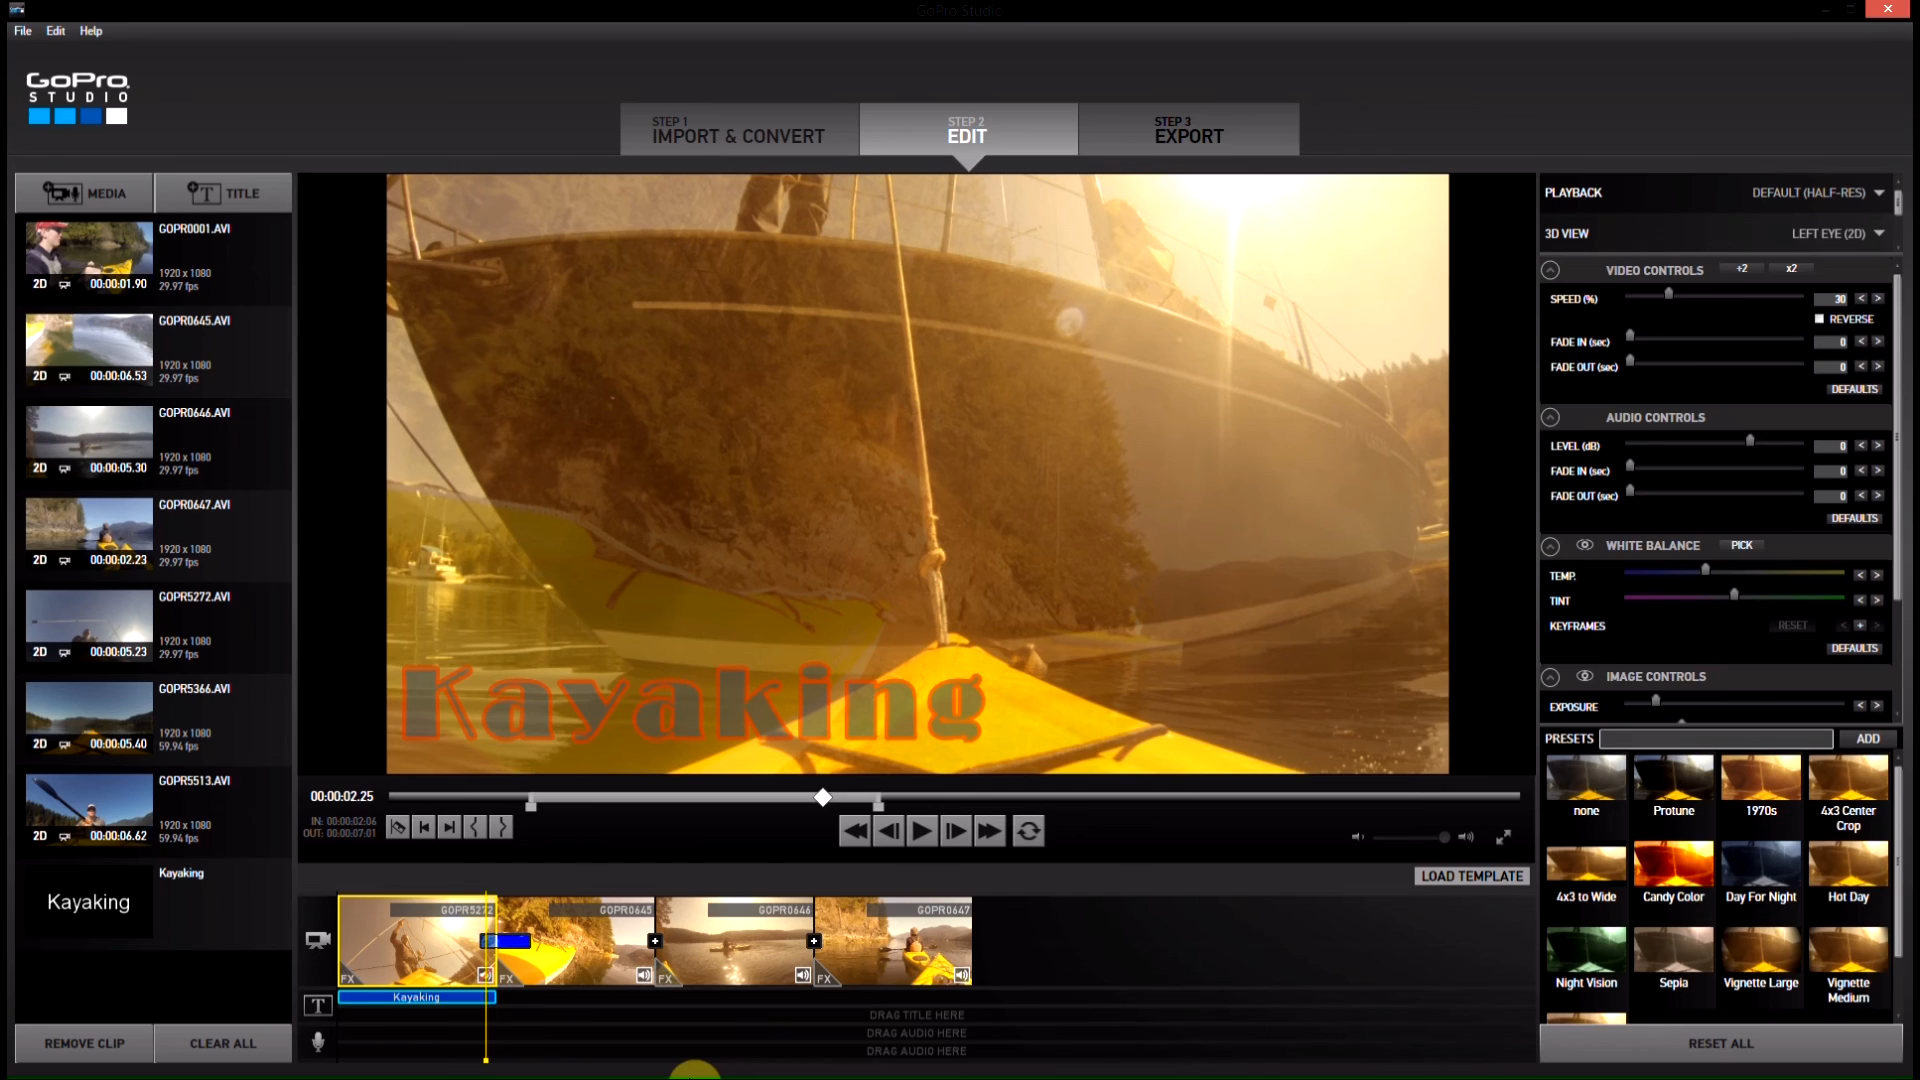 GoPro Studio
File Edit Help
GoPro
STUDIO
STEP 1
IMPORT & CONVERT
STEP 2
EDIT
STEP 3
EXPORT
MEDIA
TITLE
GOPR0001.AVI
1920 x 1080
29.97 fps
2D 00:00:01.90
GOPR0645.AVI
1920 x 1080
29.97 fps
2D 00:00:06.53
GOPR0646.AVI
1920 x 1080
29.97 fps
2D 00:00:05.30
GOPR0647.AVI
1920 x 1080
29.97 fps
2D 00:00:02.23
GOPR5272.AVI
1920 x 1080
29.97 fps
2D 00:00:05.23
GOPR5366.AVI
1920 x 1080
59.94 fps
2D 00:00:05.40
GOPR5513.AVI
1920 x 1080
59.94 fps
2D 00:00:06.62
Kayaking
Kayaking
REMOVE CLIP
CLEAR ALL
Kayaking
00:00:02.25
IN: 00:00:02:06
OUT: 00:00:07:01
LOAD TEMPLATE
GOPR5272
GOPR0645
GOPR0646
GOPR0647
FX
FX
FX
FX
T Kayaking
DRAG TITLE HERE
DRAG AUDIO HERE
DRAG AUDIO HERE
PLAYBACK DEFAULT (HALF-RES)
3D VIEW LEFT EYE (2D)
VIDEO CONTROLS ÷2 x2
SPEED (%) 30 < >
REVERSE
FADE IN (sec) 0 < >
FADE OUT (sec) 0 < >
DEFAULTS
AUDIO CONTROLS
LEVEL (dB) 0 < >
FADE IN (sec) 0 < >
FADE OUT (sec) 0 < >
DEFAULTS
WHITE BALANCE PICK
TEMP. < >
TINT < >
KEYFRAMES RESET < + >
DEFAULTS
IMAGE CONTROLS
EXPOSURE < >
PRESETS ADD
none
Protune
1970s
4x3 Center
Crop
4x3 to Wide
Candy Color
Day For Night
Hot Day
Night Vision
Sepia
Vignette Large
Vignette
Medium
RESET ALL